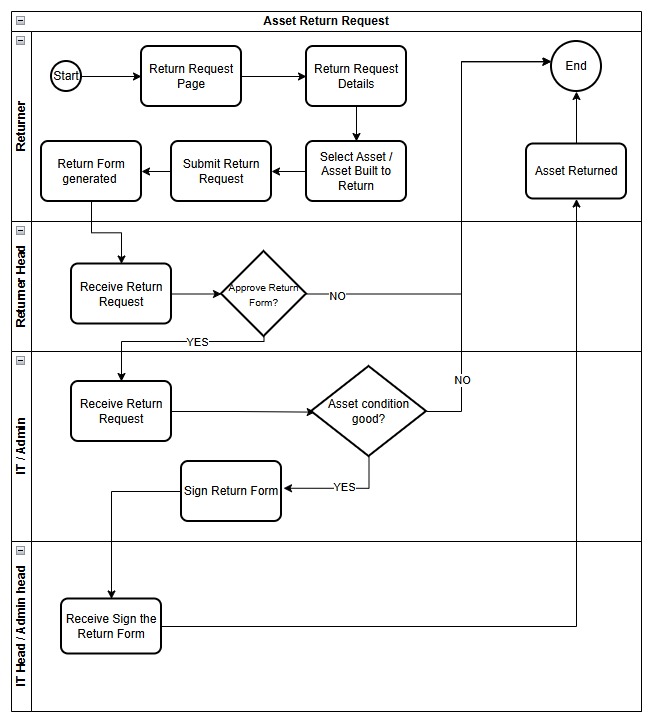 Asset Return Request
Returner
Start
Return Request
Page
Return Request
Details
End
Return Form
generated
Submit Return
Request
Select Asset /
Asset Built to
Return
Asset Returned
Returner Head
Receive Return
Request
Approve Return
Form?
NO
YES
IT / Admin
Receive Return
Request
Asset condition
good?
NO
Sign Return Form
YES
IT Head / Admin head
Receive Sign the
Return Form